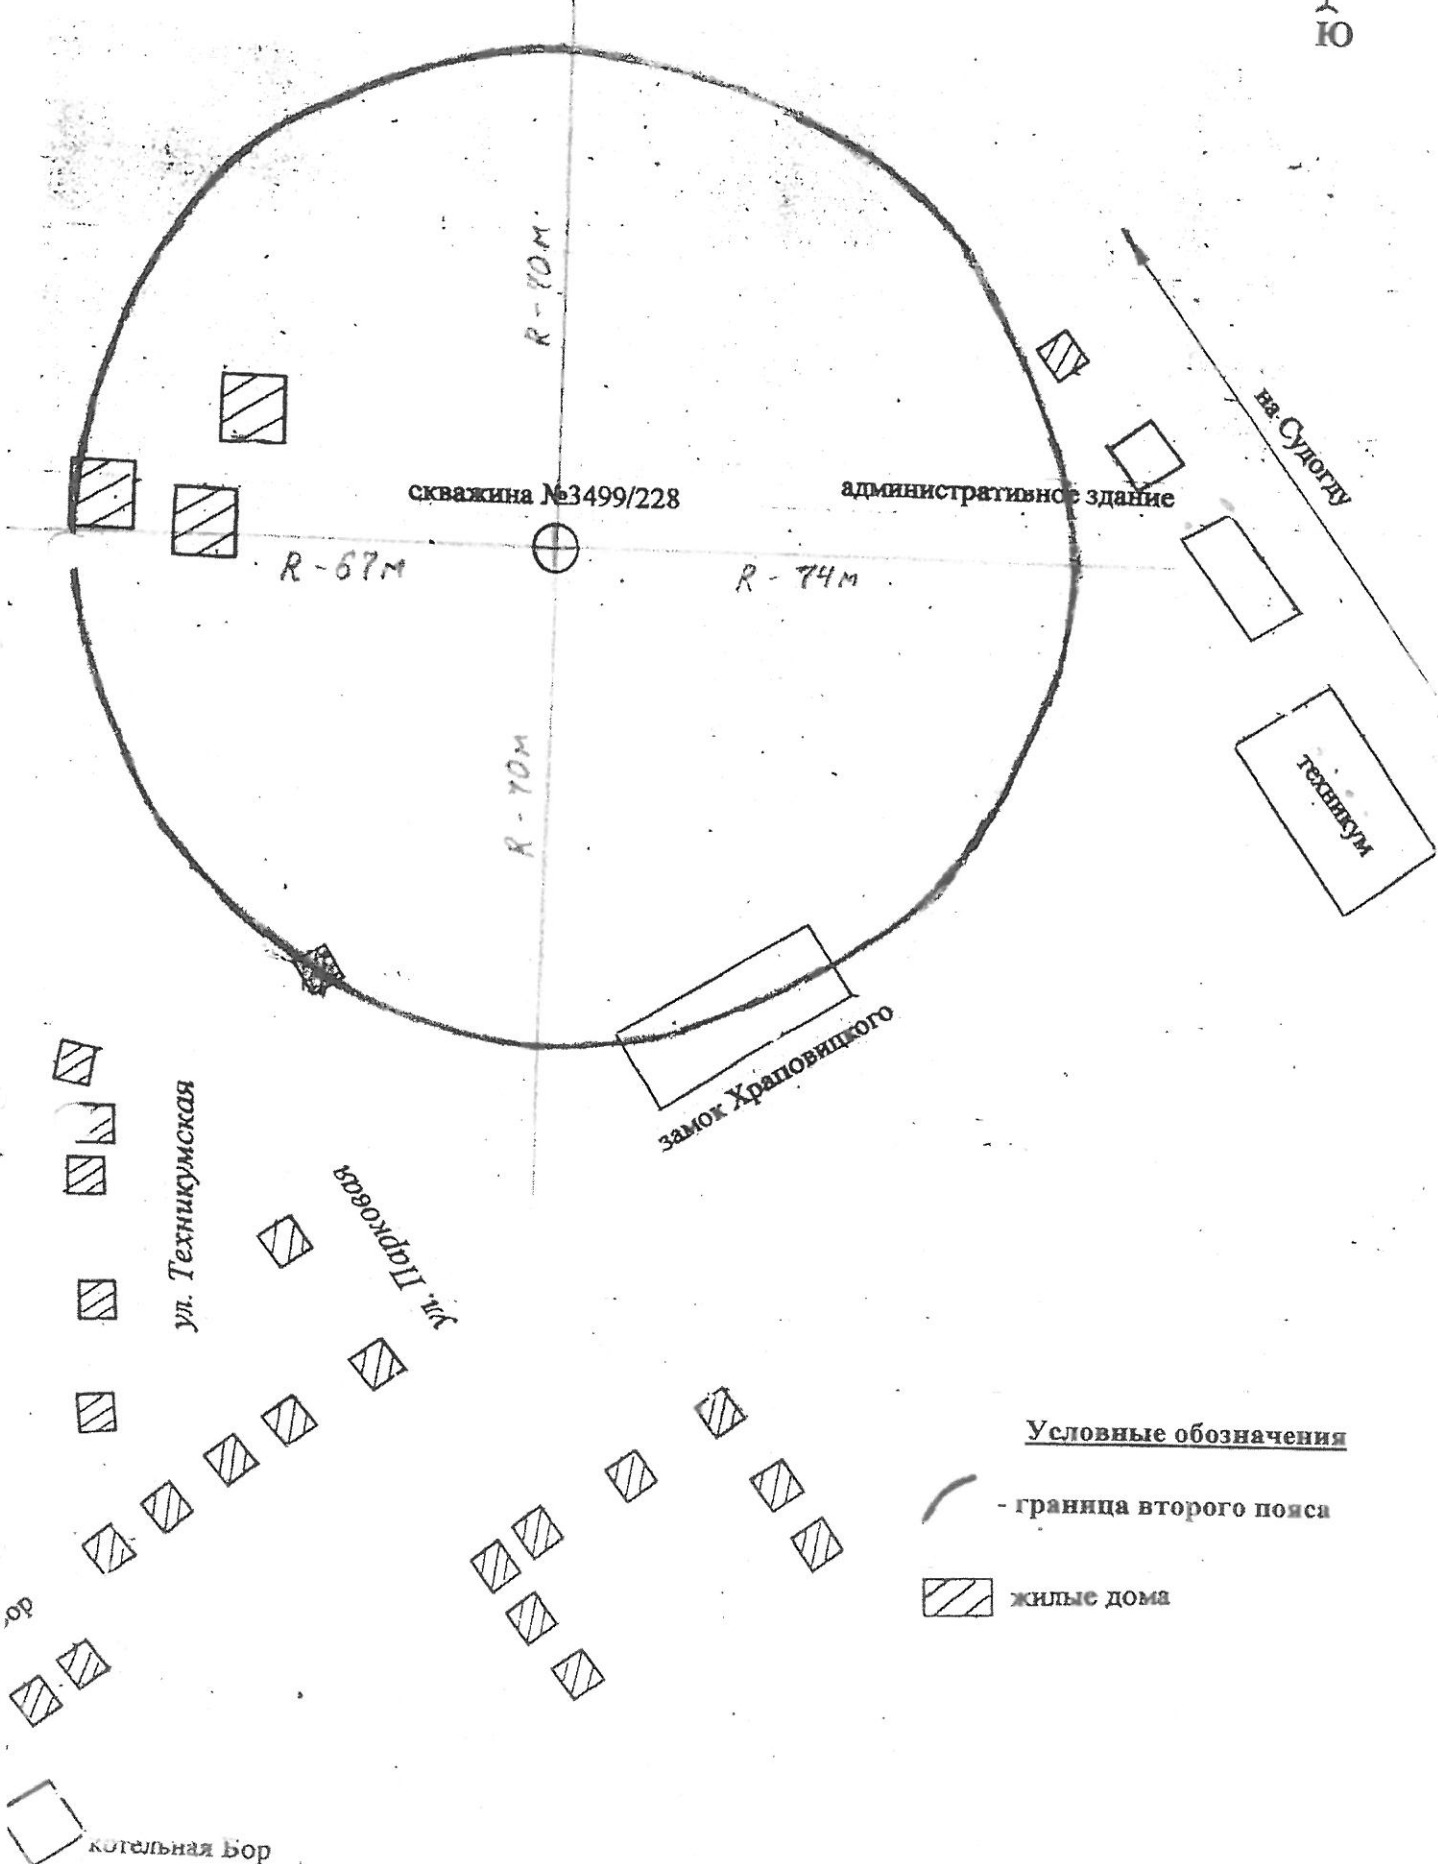 Ю
R - 70м.
на Судогду
скважина №3499/228
административное здание
R - 67м
R - 74м
R - 70м
техникум
замок Храповицкого
ул. Техникумская
ул. Парковая
Условные обозначения
- граница второго пояса
жилые дома
котельная Бор